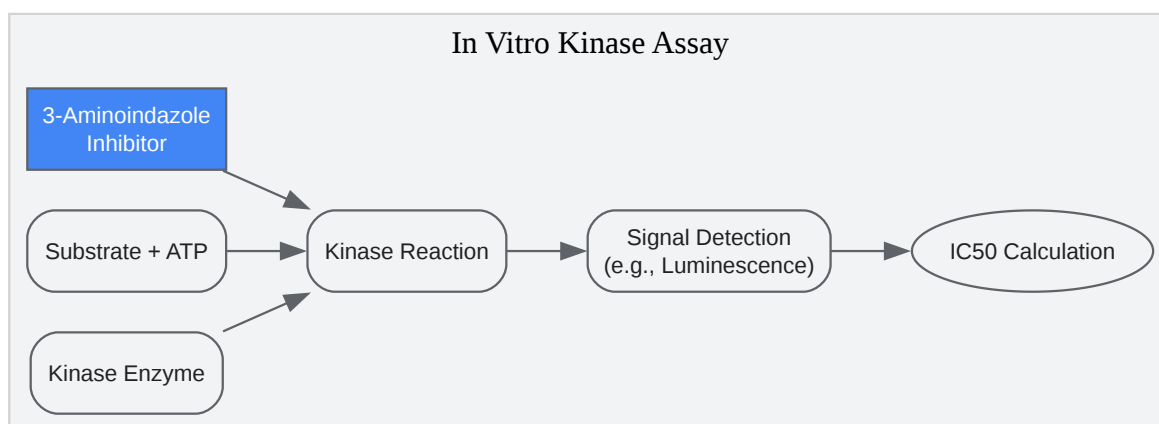 In Vitro Kinase Assay
3-Aminoindazole
Inhibitor
Substrate + ATP
Kinase Enzyme
Kinase Reaction
Signal Detection
(e.g., Luminescence)
IC50 Calculation